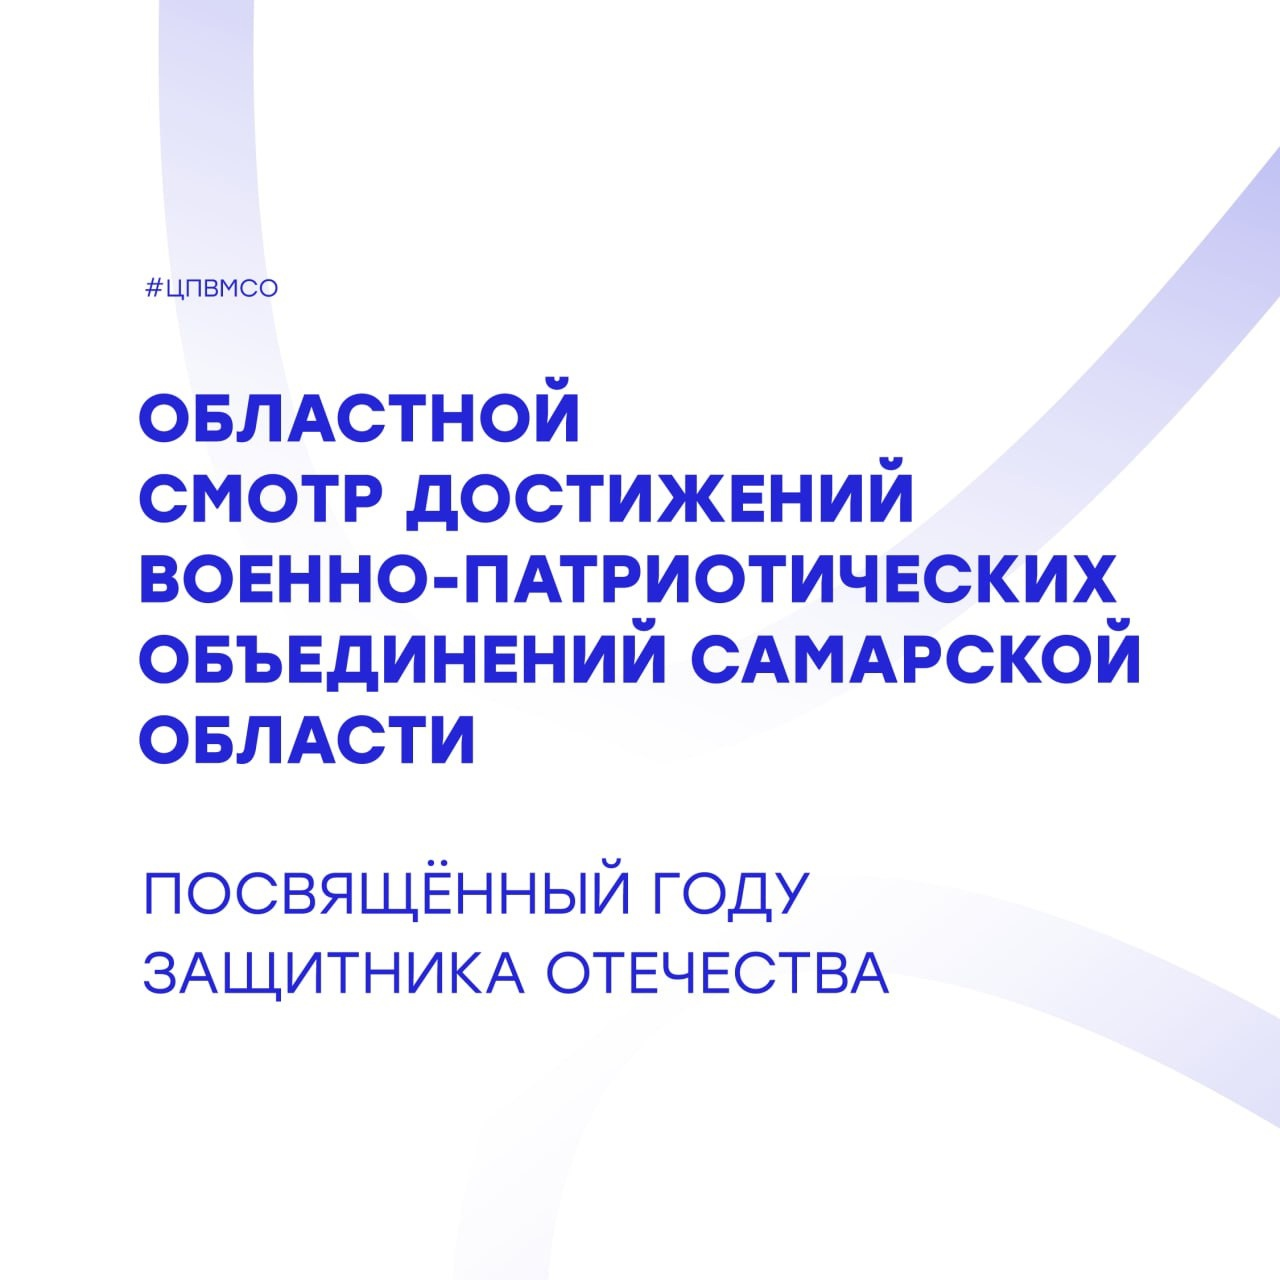 #ЦПВМСО
ОБЛАСТНОЙ
СМОТР ДОСТИЖЕНИЙ
ВОЕННО-ПАТРИОТИЧЕСКИХ
ОБЪЕДИНЕНИЙ САМАРСКОЙ
ОБЛАСТИ
ПОСВЯЩЁННЫЙ ГОДУ
ЗАЩИТНИКА ОТЕЧЕСТВА